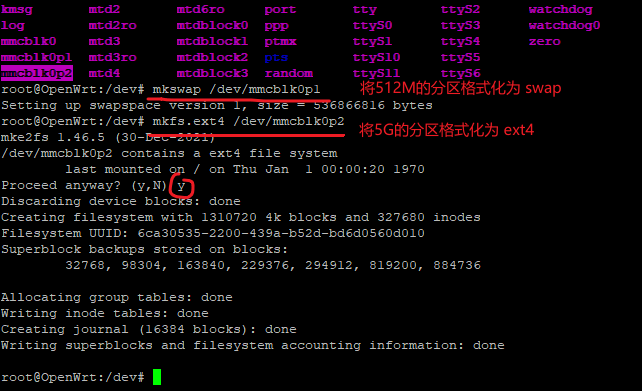 kmsg mtd2 mtd6ro port tty ttyS2 watchdog
log mtd2ro mtdblock0 ppp ttyS0 ttyS3 watchdog0
mmcblk0 mtd3 mtdblock1 ptmx ttyS1 ttyS4 zero
mmcblk0p1 mtd3ro mtdblock2 pts ttyS10 ttyS5
mmcblk0p2 mtd4 mtdblock3 random ttyS11 ttyS6
root@OpenWrt:/dev# mkswap /dev/mmcblk0p1 将512M的分区格式化为 swap
Setting up swapspace version 1, size = 536866816 bytes
root@OpenWrt:/dev# mkfs.ext4 /dev/mmcblk0p2 将5G的分区格式化为 ext4
mke2fs 1.46.5 (30-Dec-2021)
/dev/mmcblk0p2 contains a ext4 file system
last mounted on / on Thu Jan 1 00:00:20 1970
Proceed anyway? (y,N) y
Discarding device blocks: done
Creating filesystem with 1310720 4k blocks and 327680 inodes
Filesystem UUID: 6ca30535-2200-439a-b52d-bd6d0560d010
Superblock backups stored on blocks:
32768, 98304, 163840, 229376, 294912, 819200, 884736
Allocating group tables: done
Writing inode tables: done
Creating journal (16384 blocks): done
Writing superblocks and filesystem accounting information: done
root@OpenWrt:/dev#